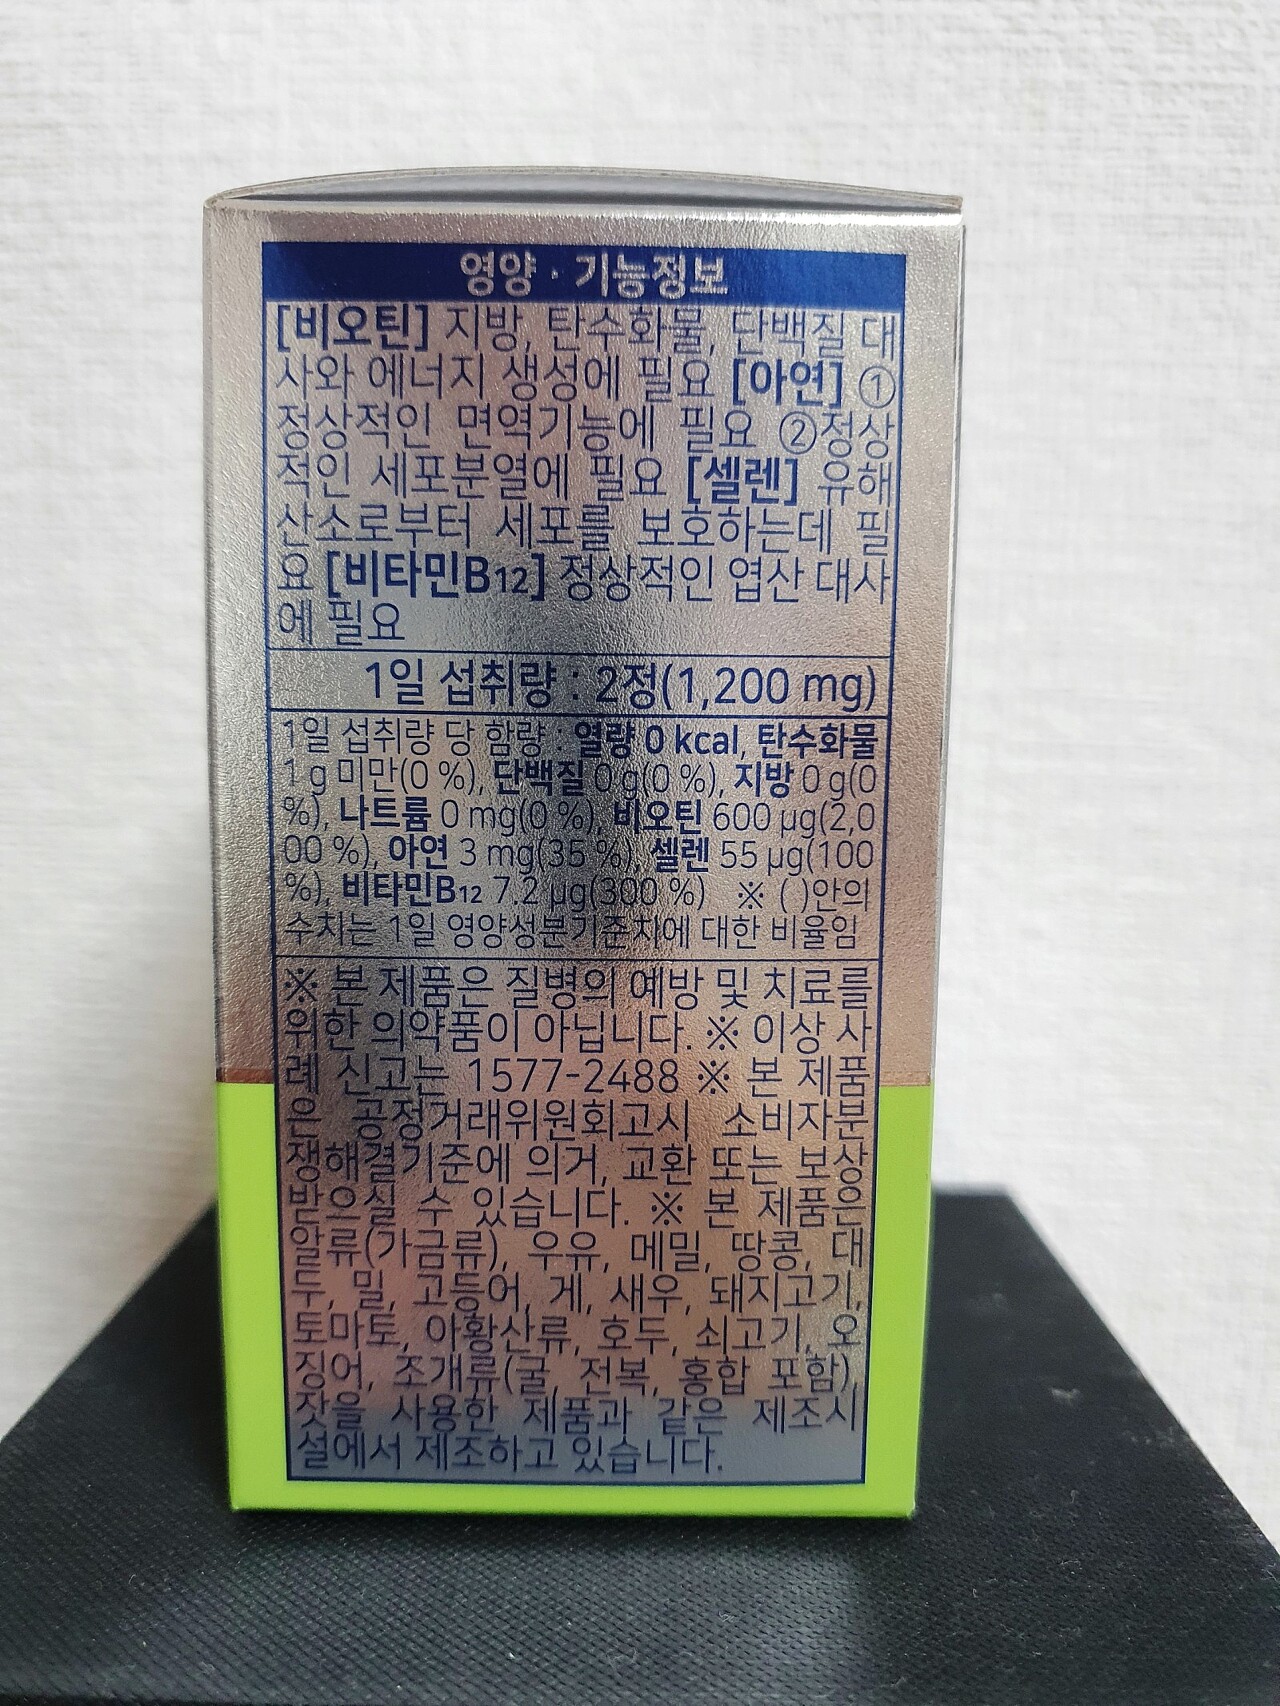 영양 · 기능정보
[비오틴] 지방, 탄수화물, 단백질 대
사와 에너지 생성에 필요 [아연] ①
정상적인 면역기능에 필요 ②정상
적인 세포분열에 필요 [셀렌] 유해
산소로부터 세포를 보호하는데 필
요 [비타민B12] 정상적인 엽산 대사
에 필요
1일 섭취량 : 2정(1,200 mg)
1일 섭취량 당 함량 : 열량 0 kcal, 탄수화물
1 g 미만(0 %), 단백질 0 g(0 %), 지방 0 g(0
%), 나트륨 0 mg(0 %), 비오틴 600 µg(2,0
00 %), 아연 3 mg(35 %), 셀렌 55 µg(100
%), 비타민B12 7.2 µg(300 %) ※ ( )안의
수치는 1일 영양성분기준치에 대한 비율임
※ 본 제품은 질병의 예방 및 치료를
위한 의약품이 아닙니다. ※ 이상 사
례 신고는 1577-2488 ※ 본 제품
은 공정거래위원회고시 소비자분
쟁해결기준에 의거, 교환 또는 보상
받으실 수 있습니다. ※ 본 제품은
알류(가금류), 우유, 메밀, 땅콩, 대
두, 밀, 고등어, 게, 새우, 돼지고기,
토마토, 아황산류, 호두, 쇠고기, 오
징어, 조개류(굴, 전복, 홍합 포함),
잣을 사용한 제품과 같은 제조시
설에서 제조하고 있습니다.